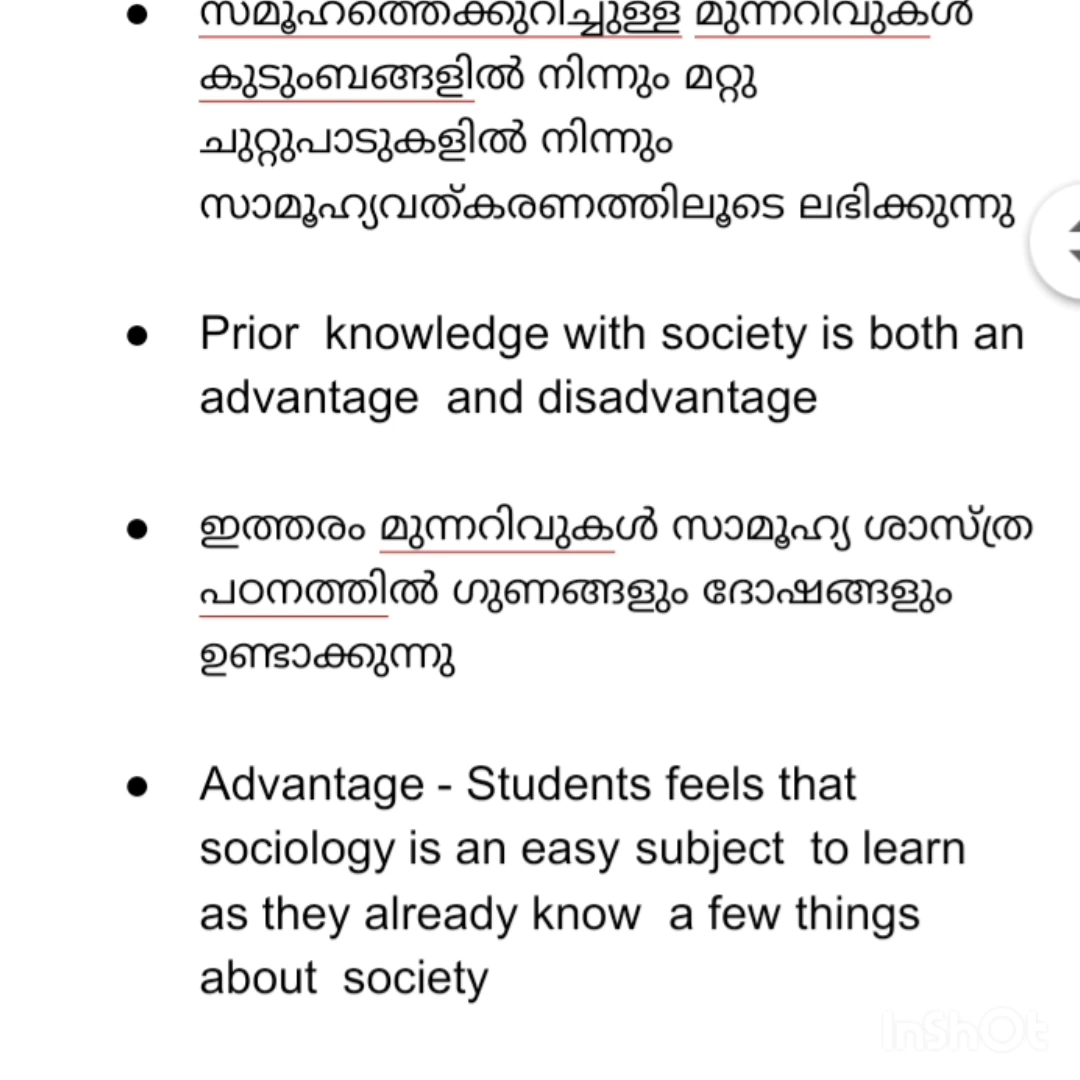 സമൂഹത്തെക്കുറിച്ചുള്ള മുന്നറിവുകൾ
കുടുംബങ്ങളിൽ നിന്നും മറ്റു
ചുറ്റുപാടുകളിൽ നിന്നും
സാമൂഹ്യവത്കരണത്തിലൂടെ ലഭിക്കുന്നു
Prior knowledge with society is both an
advantage and disadvantage
ഇത്തരം മുന്നറിവുകൾ സാമൂഹ്യ ശാസ്ത്ര
പഠനത്തിൽ ഗുണങ്ങളും ദോഷങ്ങളും
ഉണ്ടാക്കുന്നു
Advantage - Students feels that
sociology is an easy subject to learn
as they already know a few things
about society
InShOt